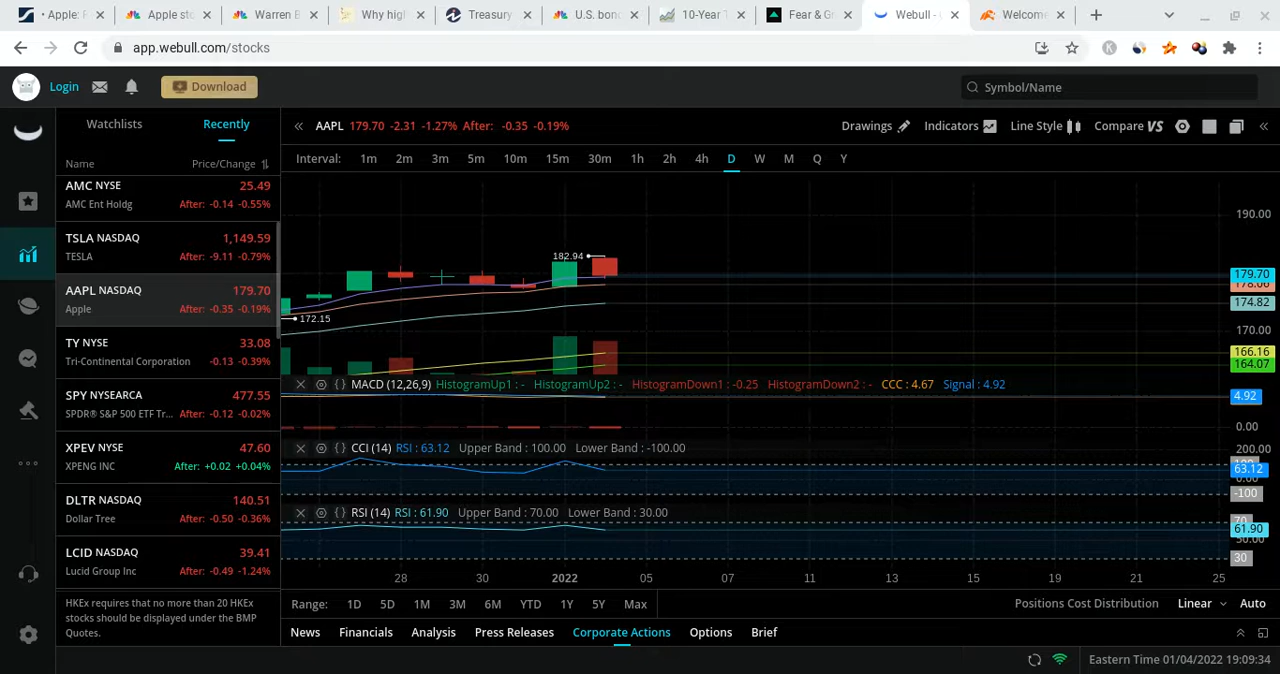 • Apple: F
Apple sto
Warren B
Why high
Treasury
U.S. bond
10-Year T
Fear & Gr
Webull -
Welcome
app.webull.com/stocks
Login
Download
Symbol/Name
Watchlists
Recently
AAPL 179.70 -2.31 -1.27% After: -0.35 -0.19%
Drawings
Indicators
Line Style
Compare VS
Name
Price/Change
Interval: 1m 2m 3m 5m 10m 15m 30m 1h 2h 4h D W M Q Y
AMC NYSE 25.49
AMC Ent Holdg After: -0.14 -0.55%
TSLA NASDAQ 1,149.59
TESLA After: -9.11 -0.79%
AAPL NASDAQ 179.70
Apple After: -0.35 -0.19%
TY NYSE 33.08
Tri-Continental Corporation -0.13 -0.39%
SPY NYSEARCA 477.55
SPDR® S&P 500 ETF Tr... After: -0.12 -0.02%
XPEV NYSE 47.60
XPENG INC After: +0.02 +0.04%
DLTR NASDAQ 140.51
Dollar Tree After: -0.50 -0.36%
LCID NASDAQ 39.41
Lucid Group Inc After: -0.49 -1.24%
HKEx requires that no more than 20 HKEx
stocks should be displayed under the BMP
Quotes.
182.94
172.15
190.00
179.70
178.06
174.82
170.00
166.16
164.07
MACD (12,26,9) HistogramUp1 : - HistogramUp2 : - HistogramDown1 : -0.25 HistogramDown2 : - CCC : 4.67 Signal : 4.92
4.92
0.00
CCI (14) RSI : 63.12 Upper Band : 100.00 Lower Band : -100.00
200.00
63.12
-100
RSI (14) RSI : 61.90 Upper Band : 70.00 Lower Band : 30.00
70
61.90
30
28 30 2022 05 07 11 13 15 19 21 25
Range: 1D 5D 1M 3M 6M YTD 1Y 5Y Max
Positions Cost Distribution
Linear
Auto
News Financials Analysis Press Releases Corporate Actions Options Brief
Eastern Time 01/04/2022 19:09:34